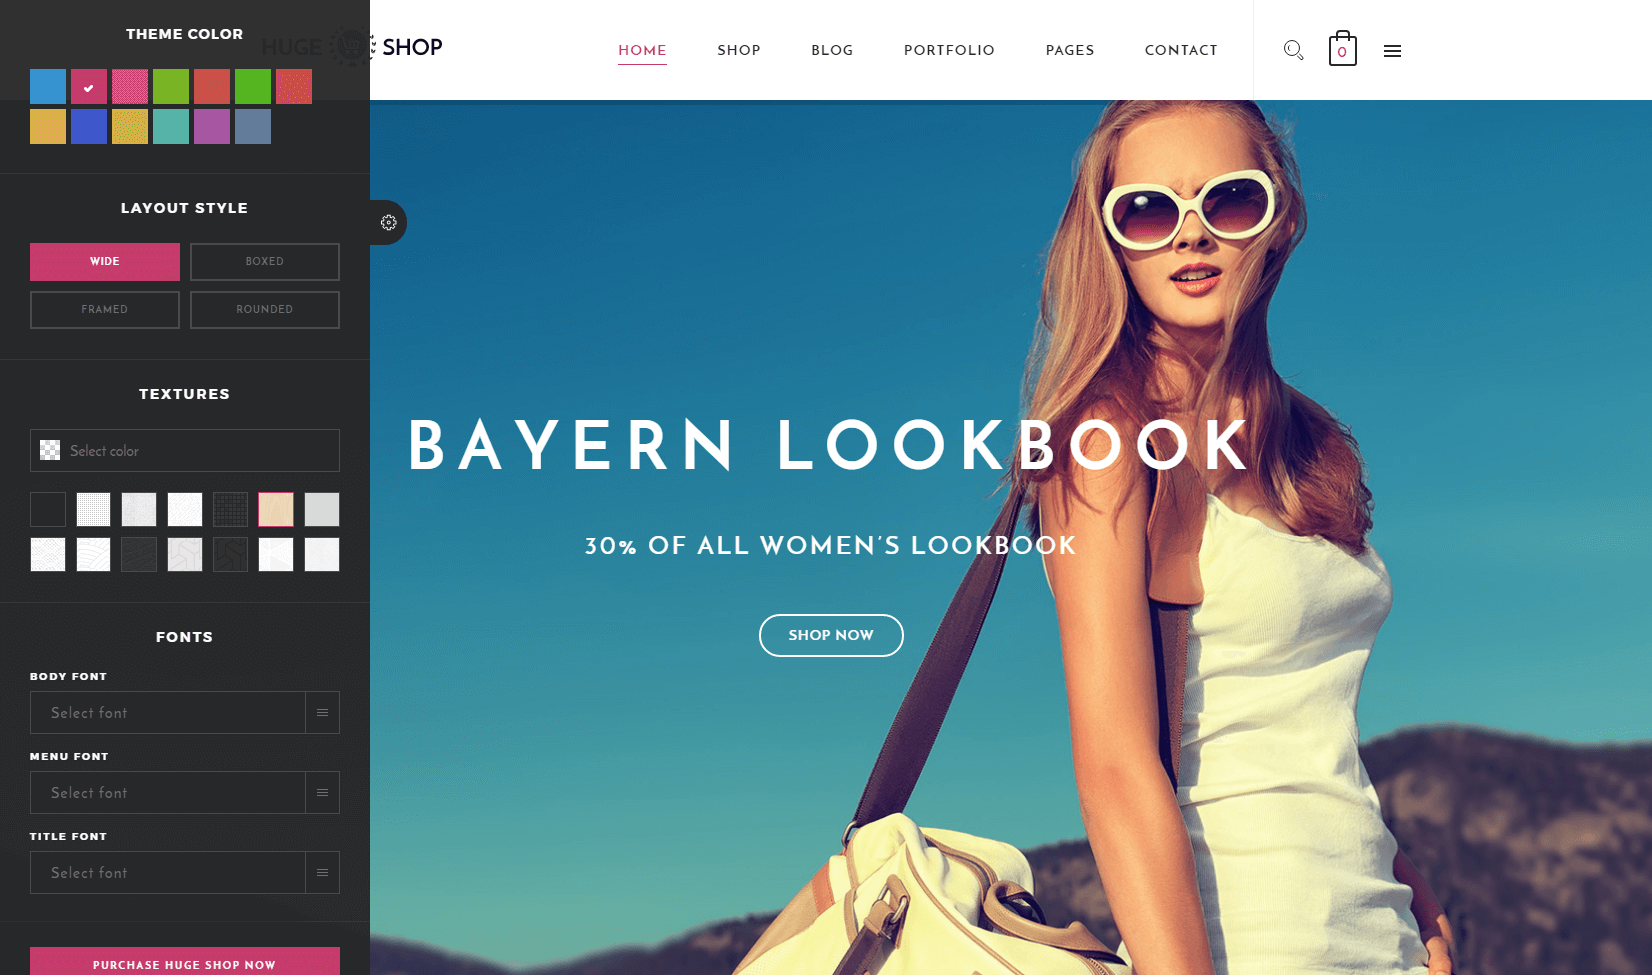 THEME COLOR
LAYOUT STYLE
WIDE
BOXED
FRAMED
ROUNDED
TEXTURES
Select color
FONTS
BODY FONT
Select font
MENU FONT
Select font
TITLE FONT
Select font
PURCHASE HUGE SHOP NOW
HUGE SHOP
HOME
SHOP
BLOG
PORTFOLIO
PAGES
CONTACT
0
BAYERN LOOKBOOK
30% OF ALL WOMEN'S LOOKBOOK
SHOP NOW